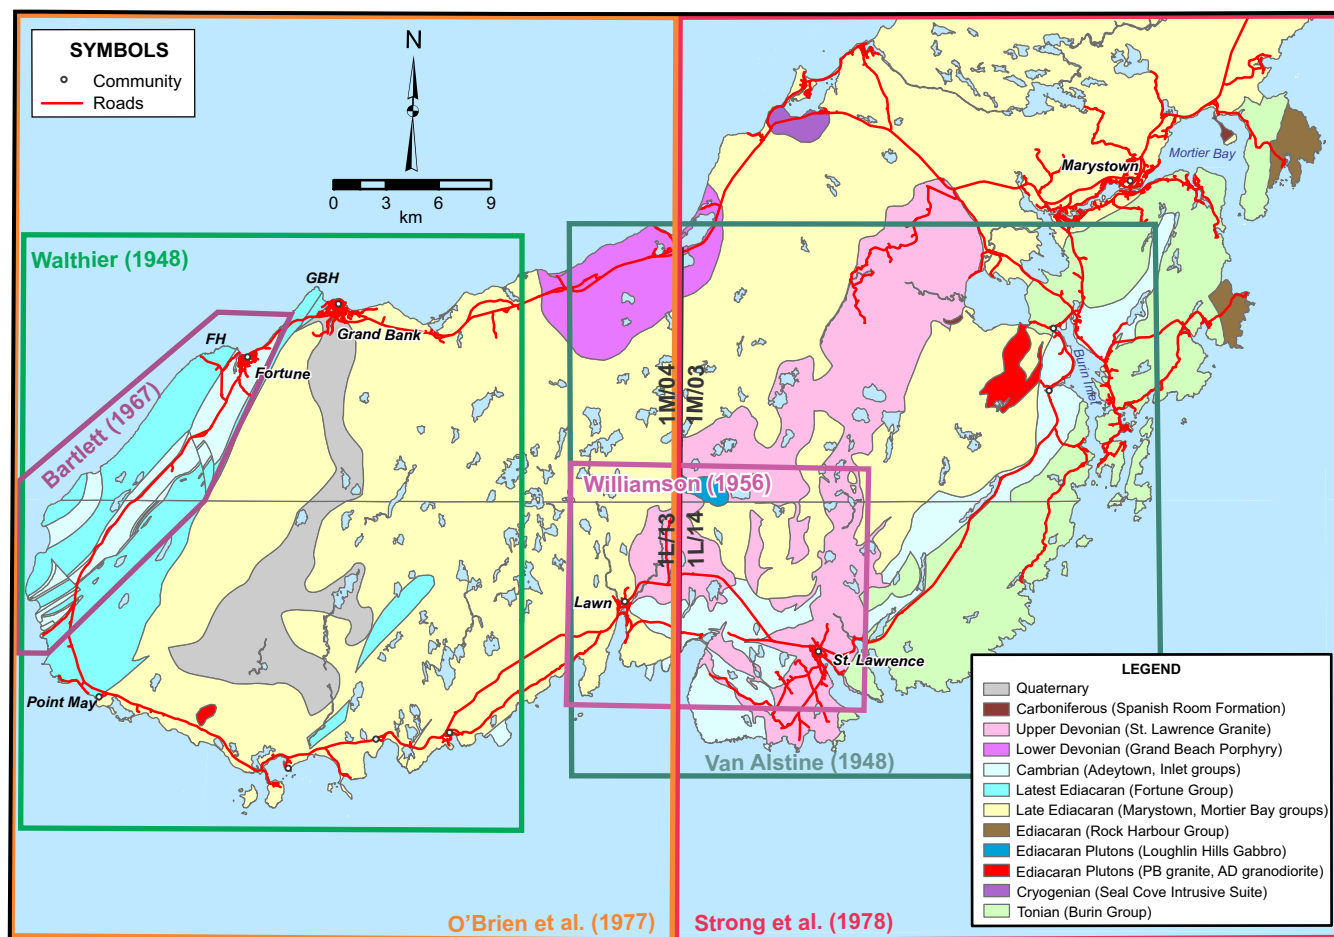 SYMBOLS
Community
Roads
N
0 3 6 9
km
Mortier Bay
Marystown
Walthier (1948)
GBH
Grand Bank
FH
Fortune
Bartlett (1967)
1M/04
1M/03
Burin Inlet
Williamson (1956)
1L/13
1L/14
Lawn
St. Lawrence
Point May
Van Alstine (1948)
O'Brien et al. (1977)
Strong et al. (1978)
LEGEND
Quaternary
Carboniferous (Spanish Room Formation)
Upper Devonian (St. Lawrence Granite)
Lower Devonian (Grand Beach Porphyry)
Cambrian (Adeytown, Inlet groups)
Latest Ediacaran (Fortune Group)
Late Ediacaran (Marystown, Mortier Bay groups)
Ediacaran (Rock Harbour Group)
Ediacaran Plutons (Loughlin Hills Gabbro)
Ediacaran Plutons (PB granite, AD granodiorite)
Cryogenian (Seal Cove Intrusive Suite)
Tonian (Burin Group)